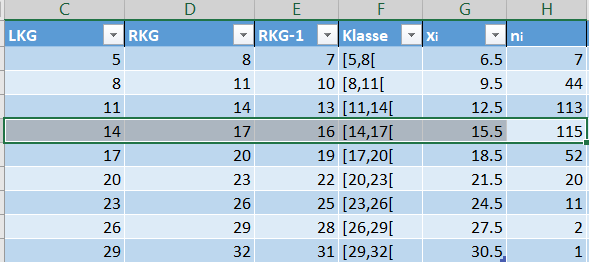 C D E F G H
LKG RKG RKG-1 Klasse xi ni
5 8 7 [5,8[ 6.5 7
8 11 10 [8,11[ 9.5 44
11 14 13 [11,14[ 12.5 113
14 17 16 [14,17[ 15.5 115
17 20 19 [17,20[ 18.5 52
20 23 22 [20,23[ 21.5 20
23 26 25 [23,26[ 24.5 11
26 29 28 [26,29[ 27.5 2
29 32 31 [29,32[ 30.5 1